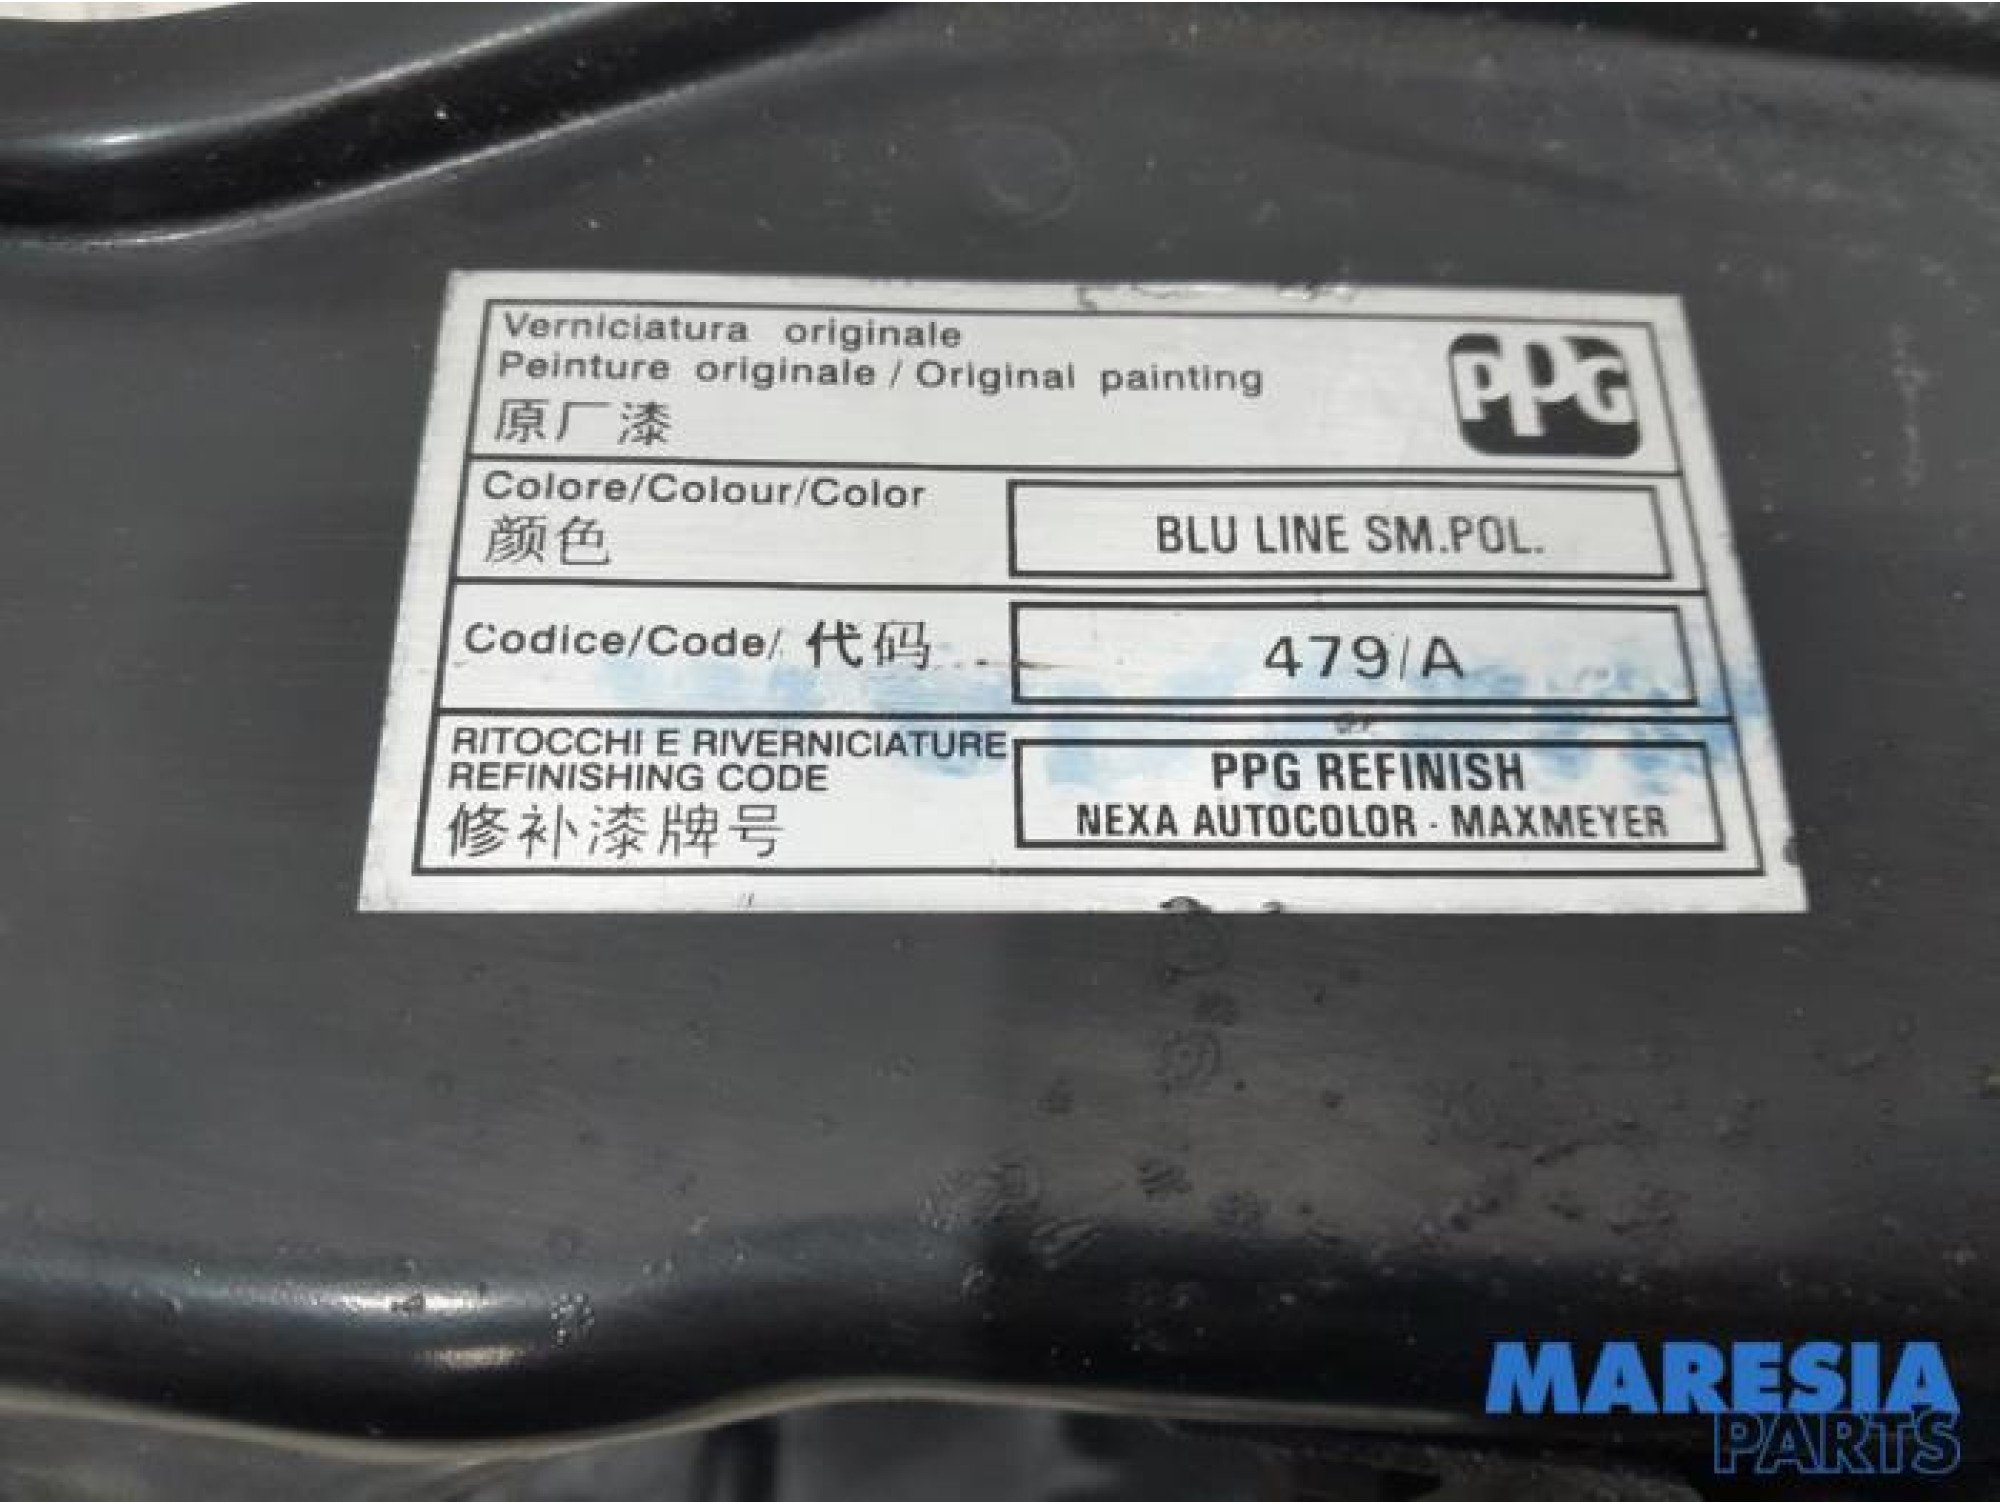 Verniciatura originale
Peinture originale / Original painting
原厂漆
PPG
Colore/Colour/Color
颜色
BLU LINE SM.POL.
Codice/Code/ 代码
479/A
RITOCCHI E RIVERNICIATURE
REFINISHING CODE
修补漆牌号
PPG REFINISH
NEXA AUTOCOLOR - MAXMEYER
MARESIA
PARTS